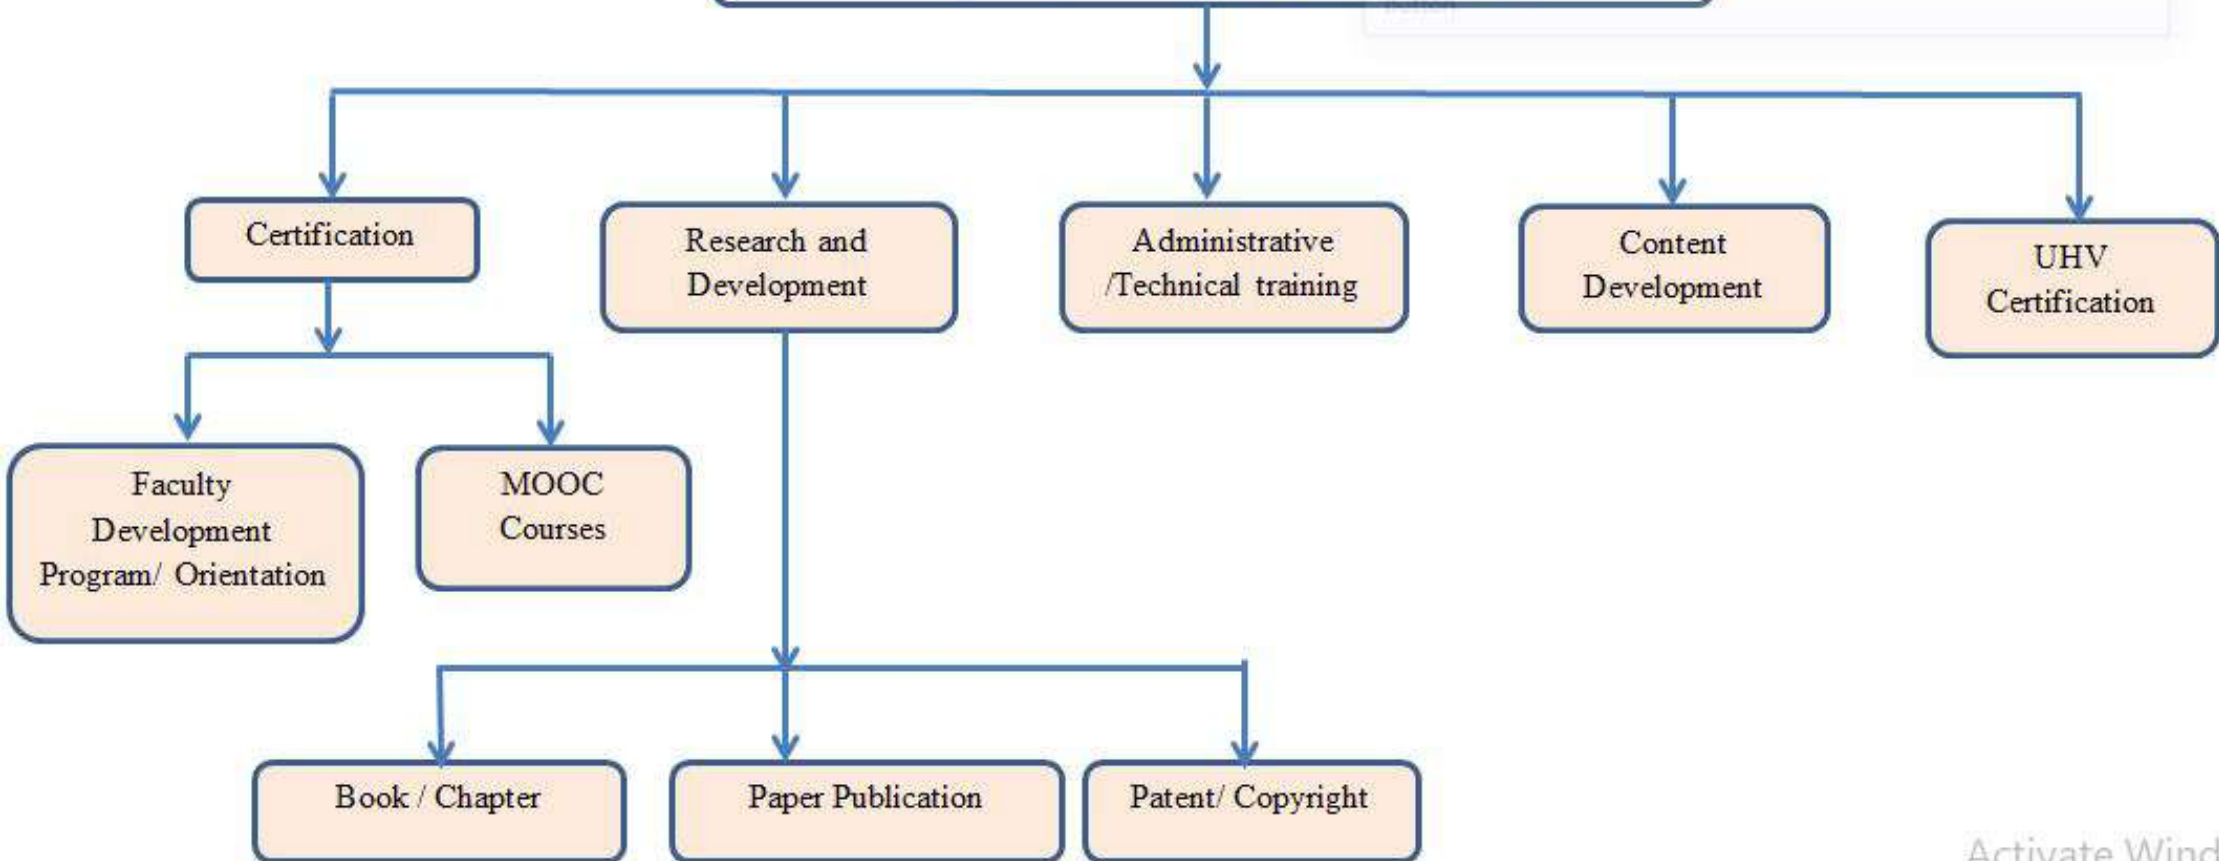 Certification
Research and
Development
Administrative
/Technical training
Content
Development
UHV
Certification
Faculty
Development
Program/ Orientation
MOOC
Courses
Book / Chapter
Paper Publication
Patent/ Copyright
Activate Wind